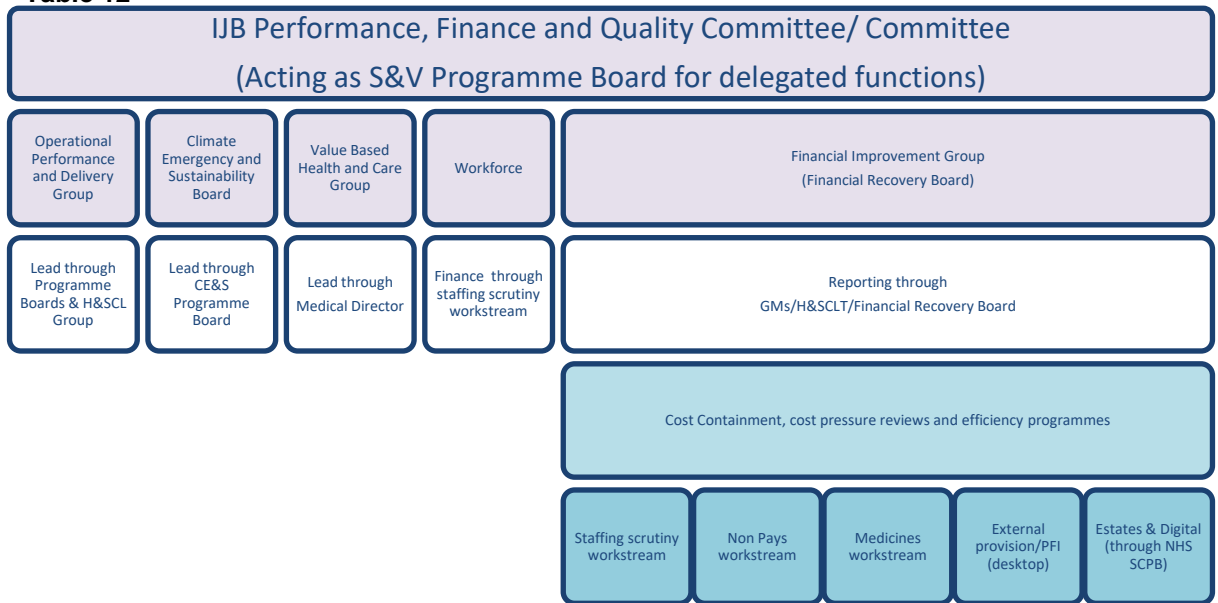 IJB Performance, Finance and Quality Committee/ Committee
(Acting as S&V Programme Board for delegated functions)
Operational
Performance
and Delivery
Group
Climate
Emergency and
Sustainability
Board
Value Based
Health and Care
Group
Workforce
Financial Improvement Group
(Financial Recovery Board)
Lead through
Programme
Boards & H&SCL
Group
Lead through
CE&S
Programme
Board
Lead through
Medical Director
Finance through
staffing scrutiny
workstream
Reporting through
GMs/H&SCLT/Financial Recovery Board
Cost Containment, cost pressure reviews and efficiency programmes
Staffing scrutiny
workstream
Non Pays
workstream
Medicines
workstream
External
provision/PFI
(desktop)
Estates & Digital
(through NHS
SCPB)